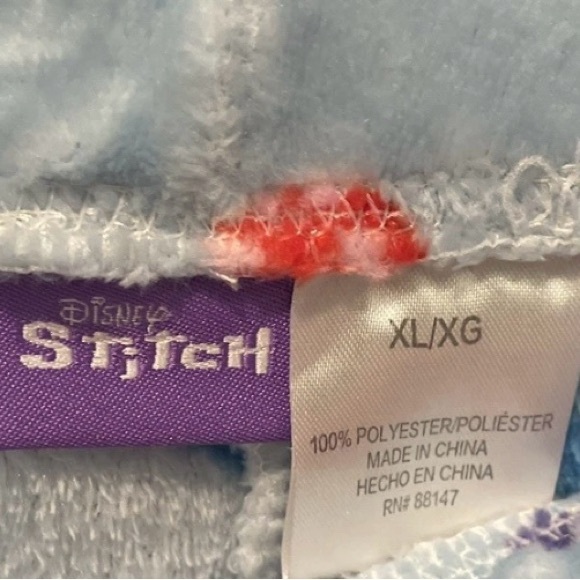 DISNEY
STiTCH
XL/XG
100% POLYESTER/POLIÉSTER
MADE IN CHINA
HECHO EN CHINA
RN# 88147